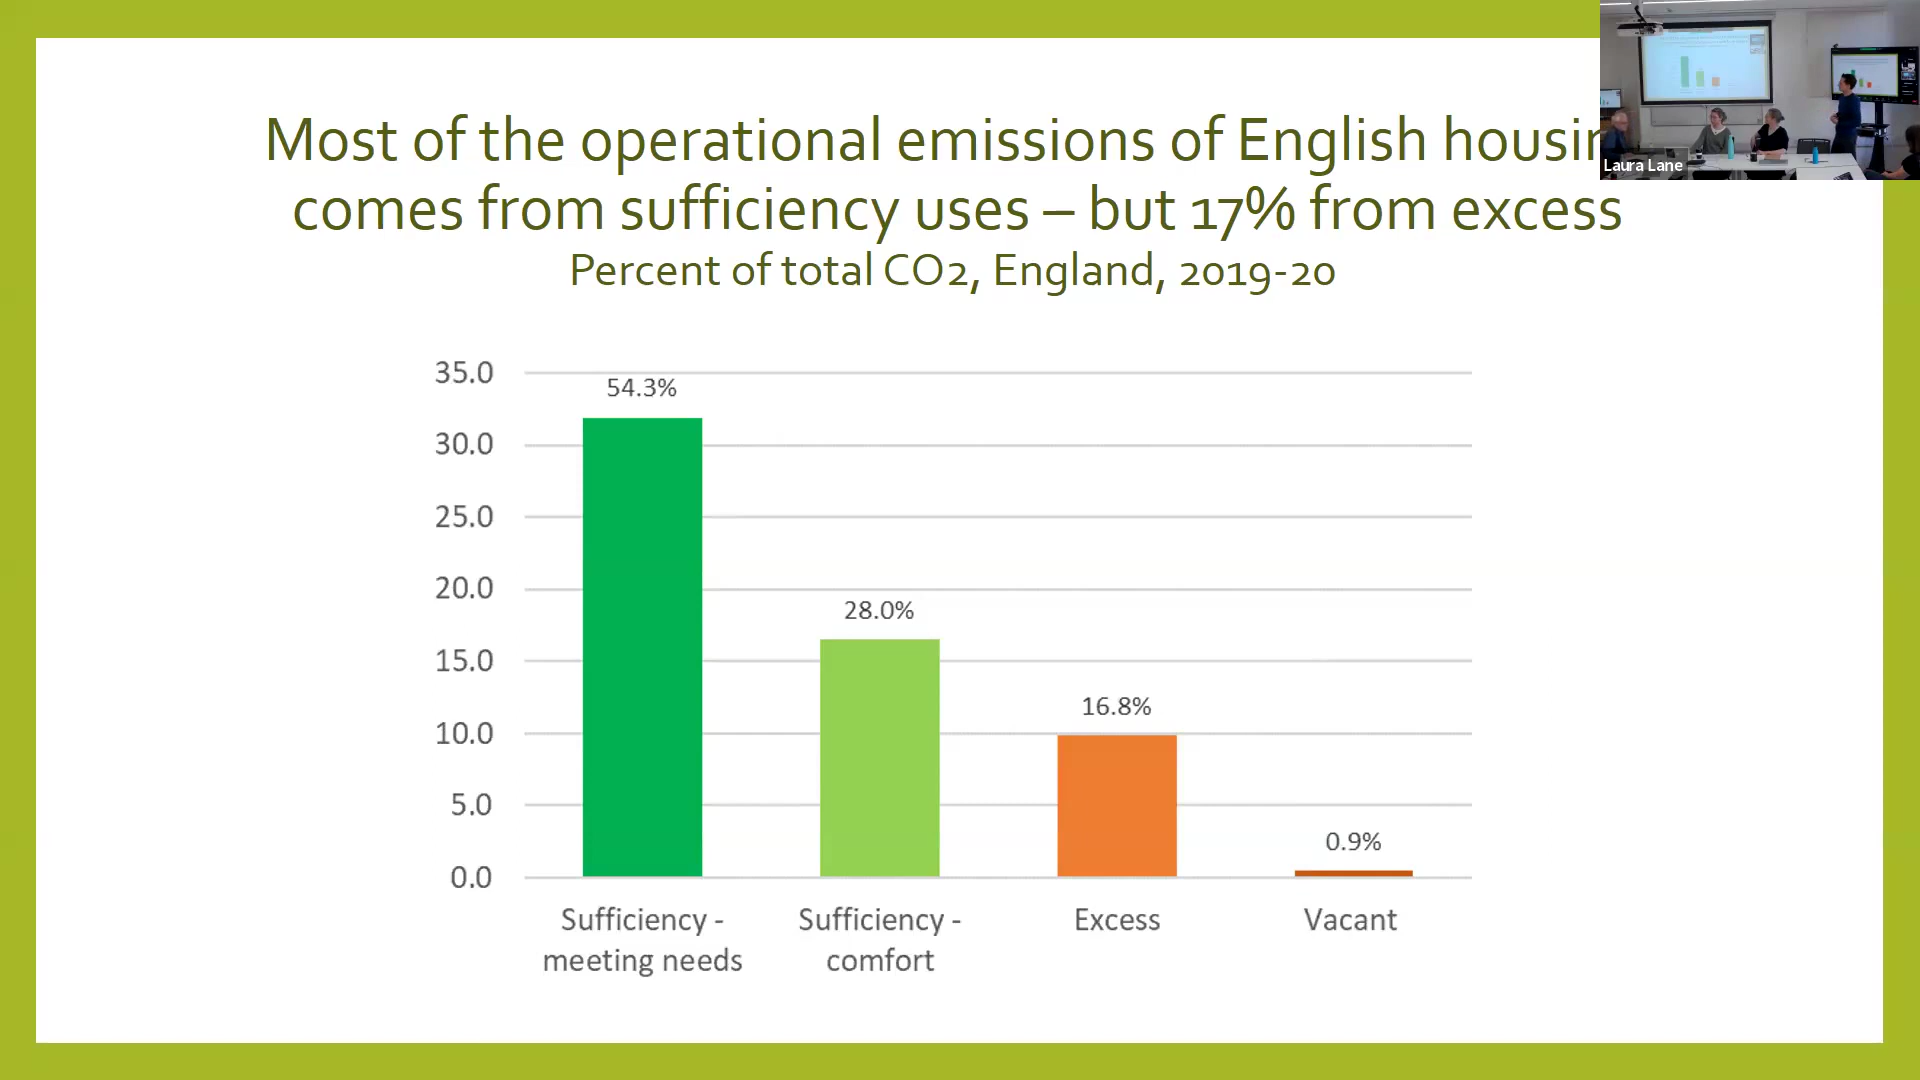 Most of the operational emissions of English housin
comes from sufficiency uses – but 17% from excess
Percent of total CO2, England, 2019-20
Laura Lane
35.0
30.0
25.0
20.0
15.0
10.0
5.0
0.0
54.3%
28.0%
16.8%
0.9%
Sufficiency -
meeting needs
Sufficiency -
comfort
Excess
Vacant